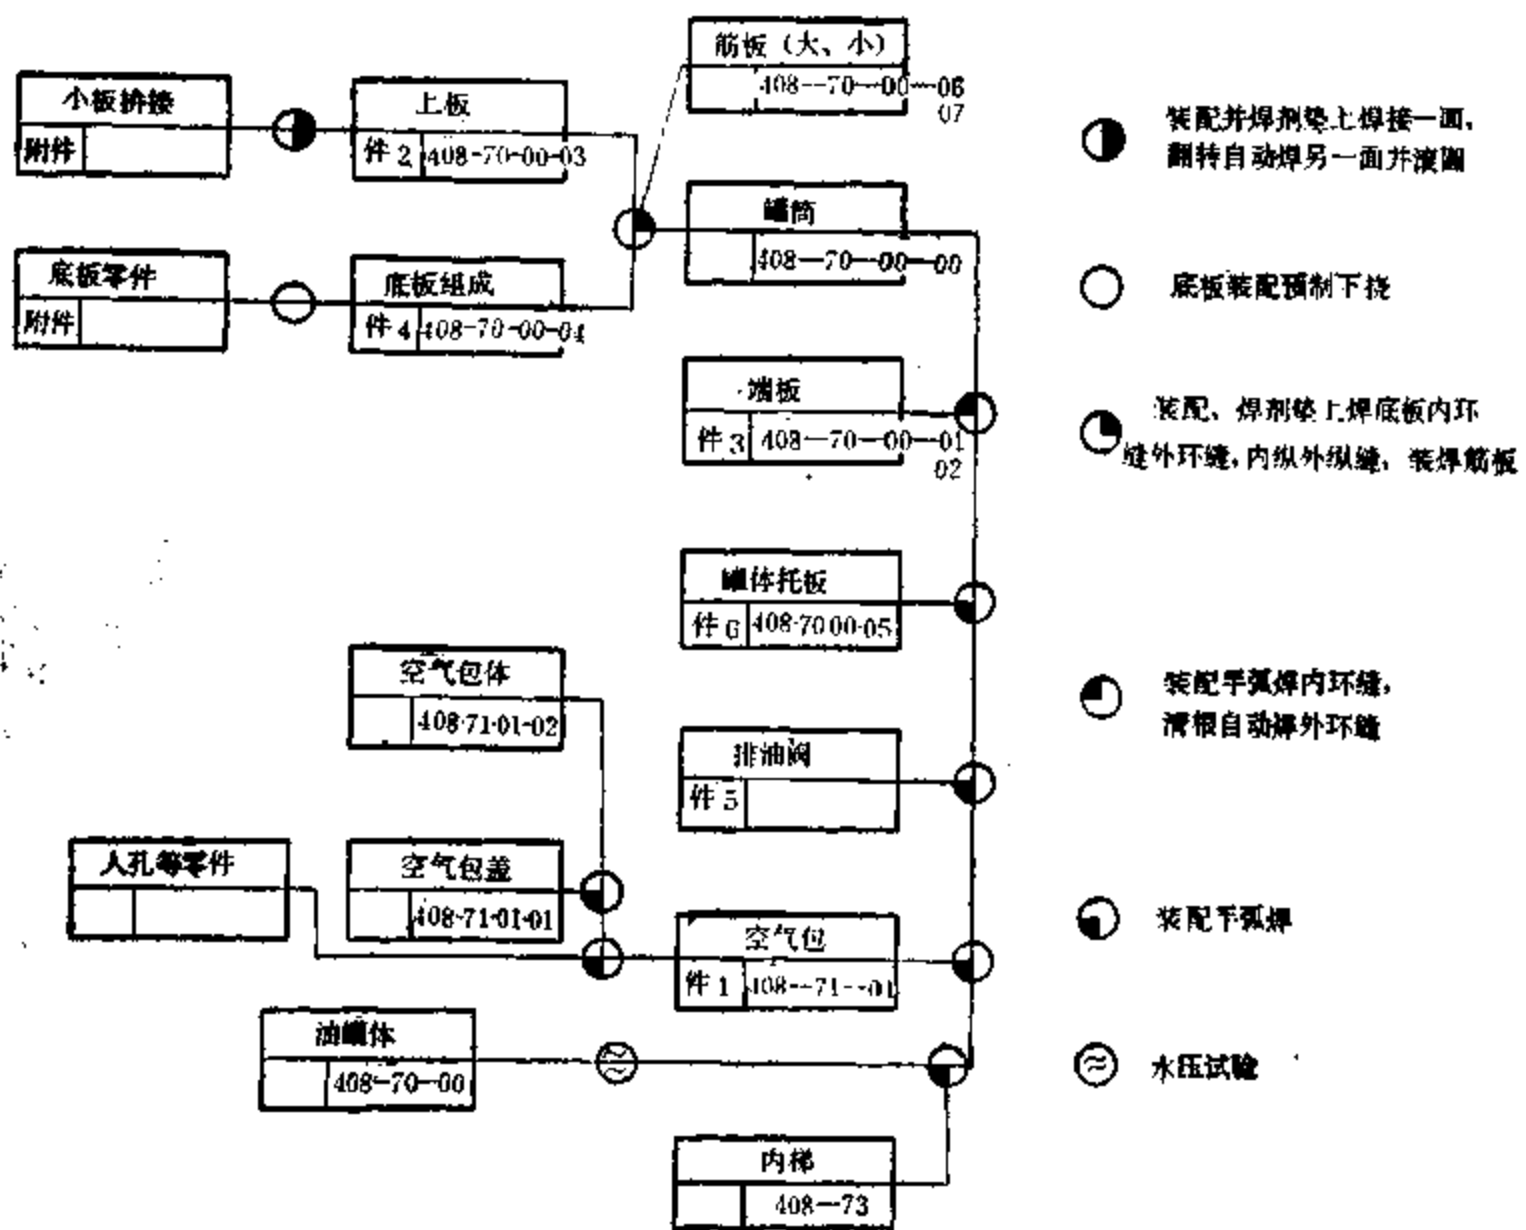 筋板（大、小）
408--70--00--06
07
小板拚接
附件
上板
件2 408-70-00-03
装配并焊剂垫上焊接一面，
翻转自动焊另一面并滚圆
罐筒
408--70--00--00
底板零件
附件
底板组成
件4 408-70-00-04
底板装配预制下挠
端板
件3 408--70--00--01
02
装配、焊剂垫上焊底板内环
缝外环缝，内纵外纵缝，装焊筋板
罐体托板
件6 408-70 00-05
空气包体
408-71-01-02
装配手弧焊内环缝，
清根自动焊外环缝
排油阀
件5
人孔等零件
空气包盖
408-71-01-01
空气包
件1 408--71--01
装配手弧焊
油罐体
408-70--00
水压试验
内梯
408--73